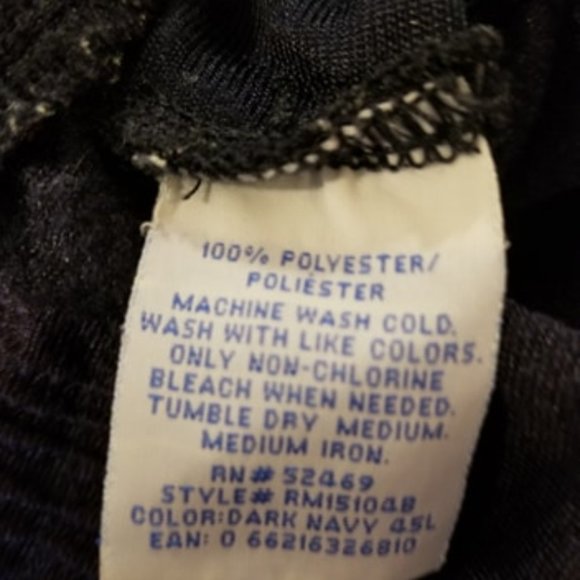 100% POLYESTER/
POLIÉSTER
MACHINE WASH COLD.
WASH WITH LIKE COLORS.
ONLY NON-CHLORINE
BLEACH WHEN NEEDED.
TUMBLE DRY MEDIUM.
MEDIUM IRON.
RN# 52469
STYLE# RM151048
COLOR:DARK NAVY 45L
EAN: 0 66216326810